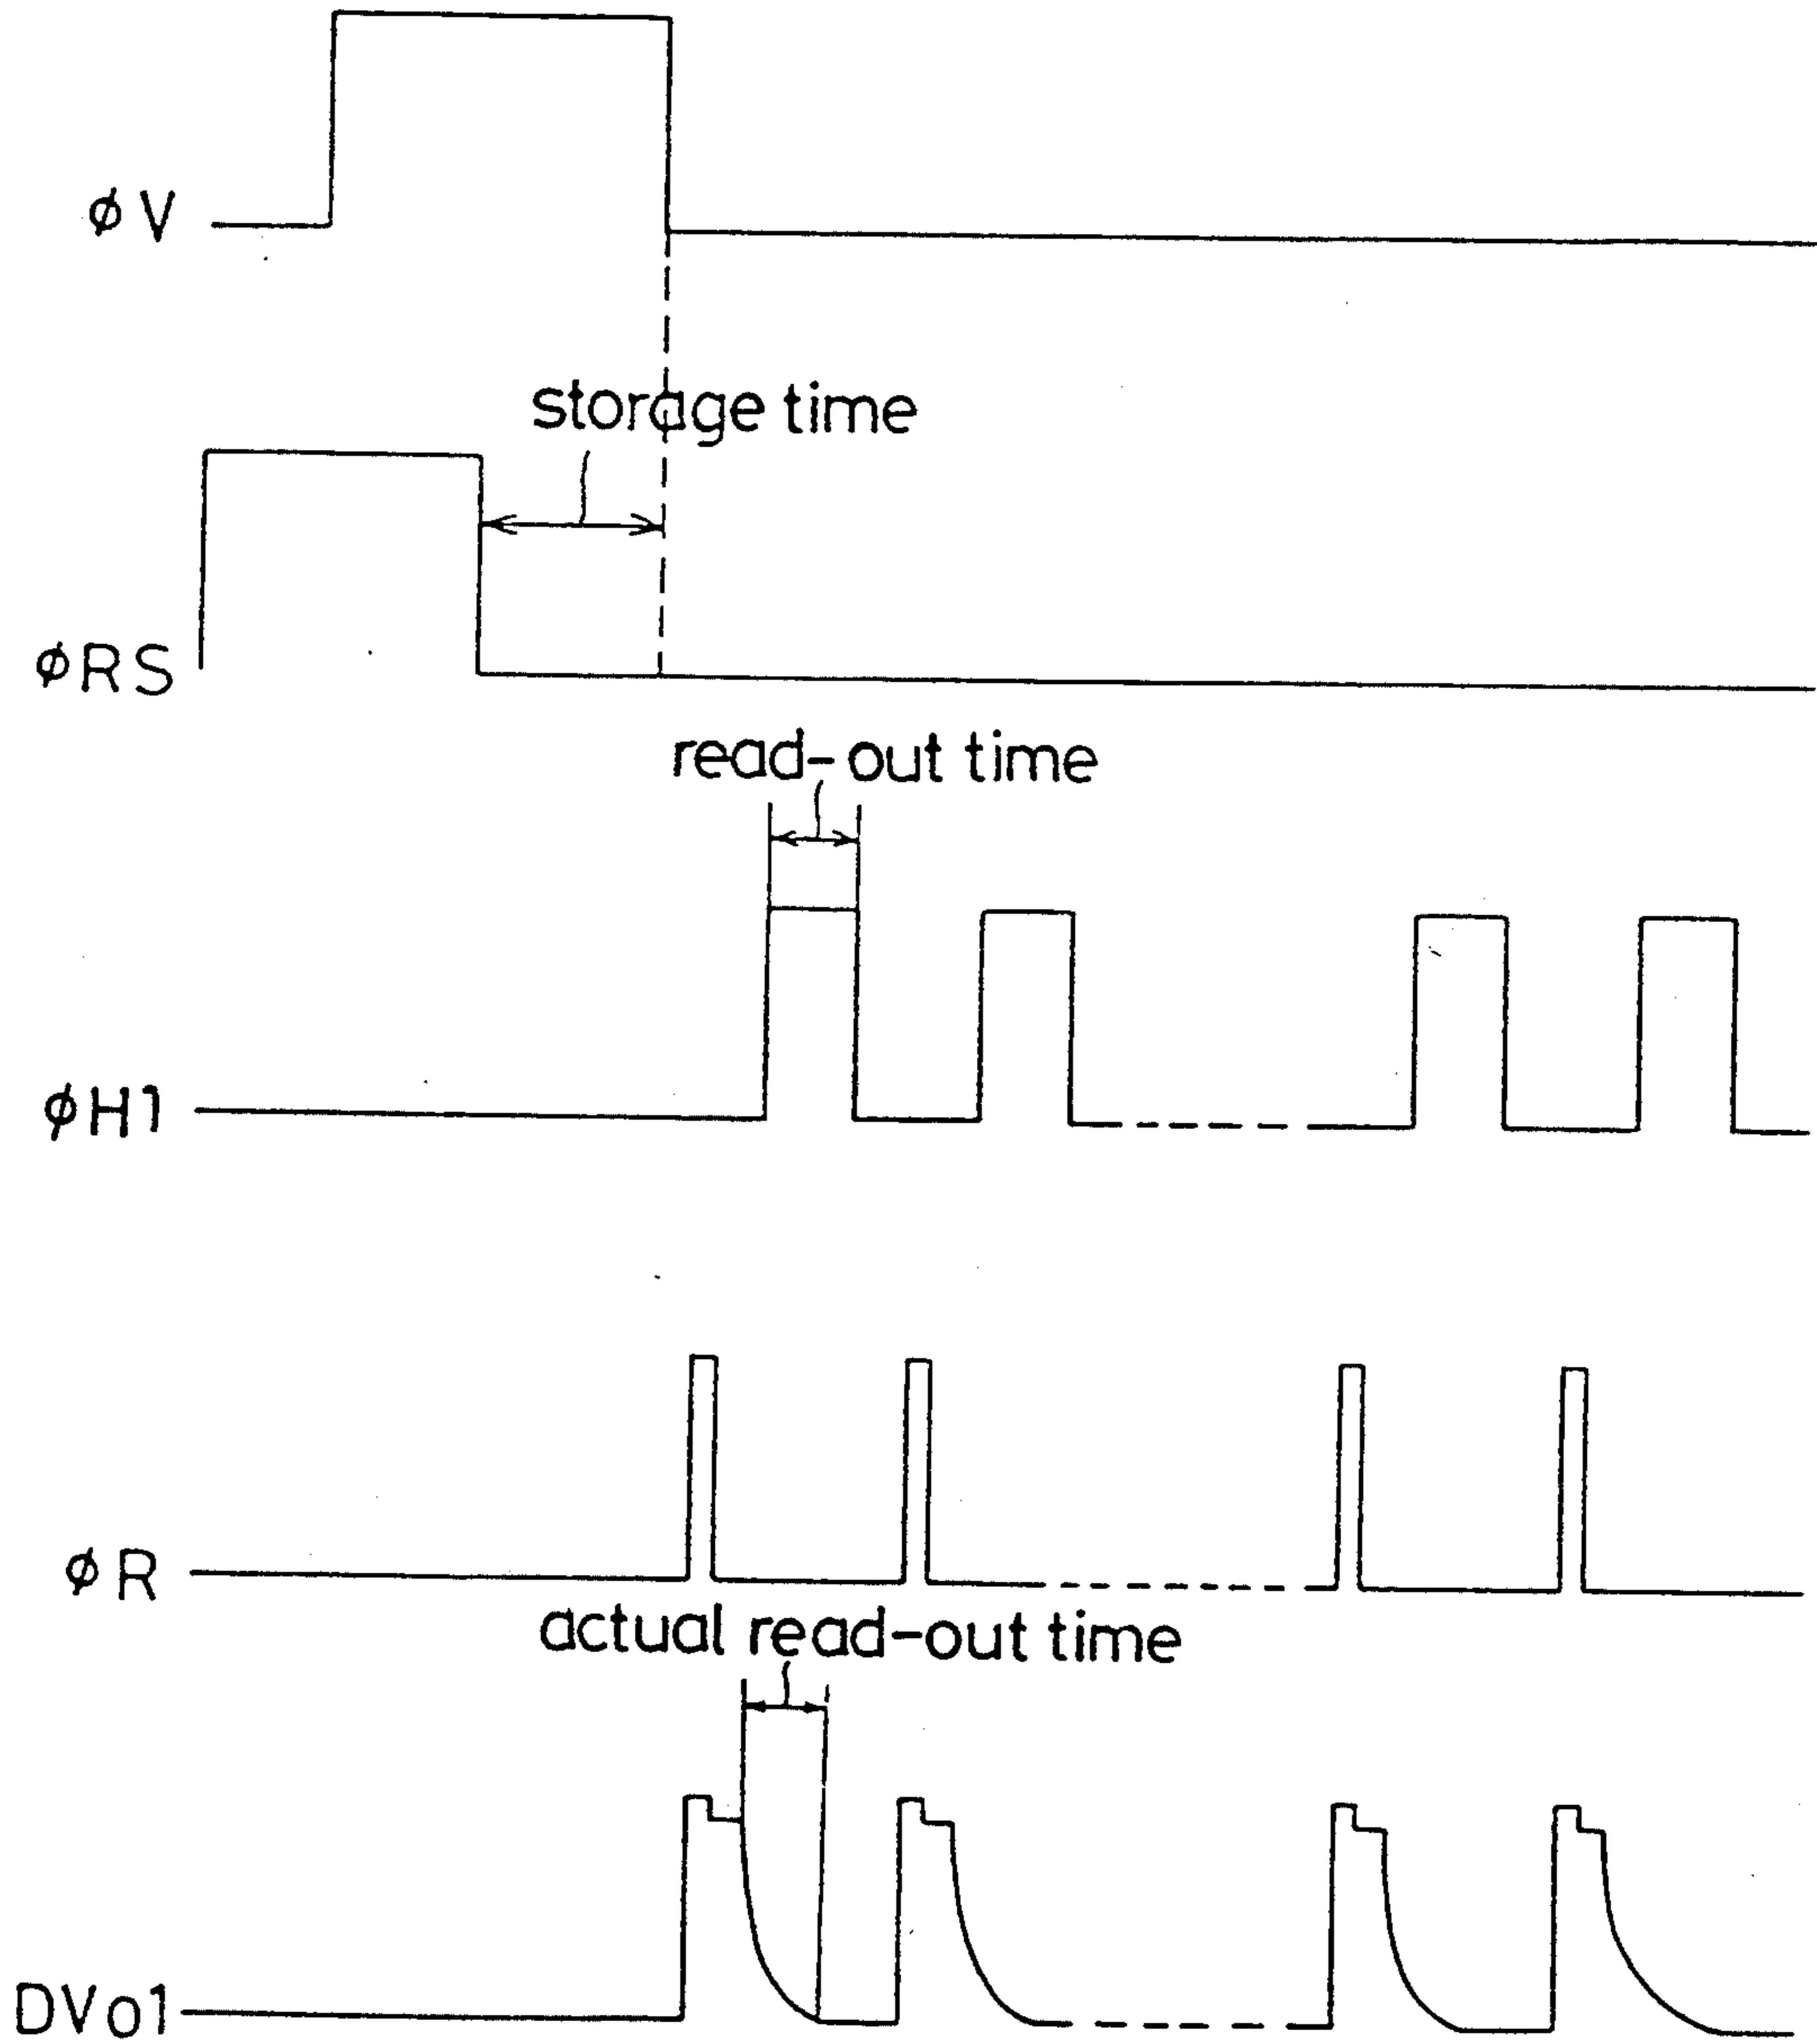 ϕV
storage time
ϕRS
read-out time
ϕH1
ϕR
actual read-out time
DVo1